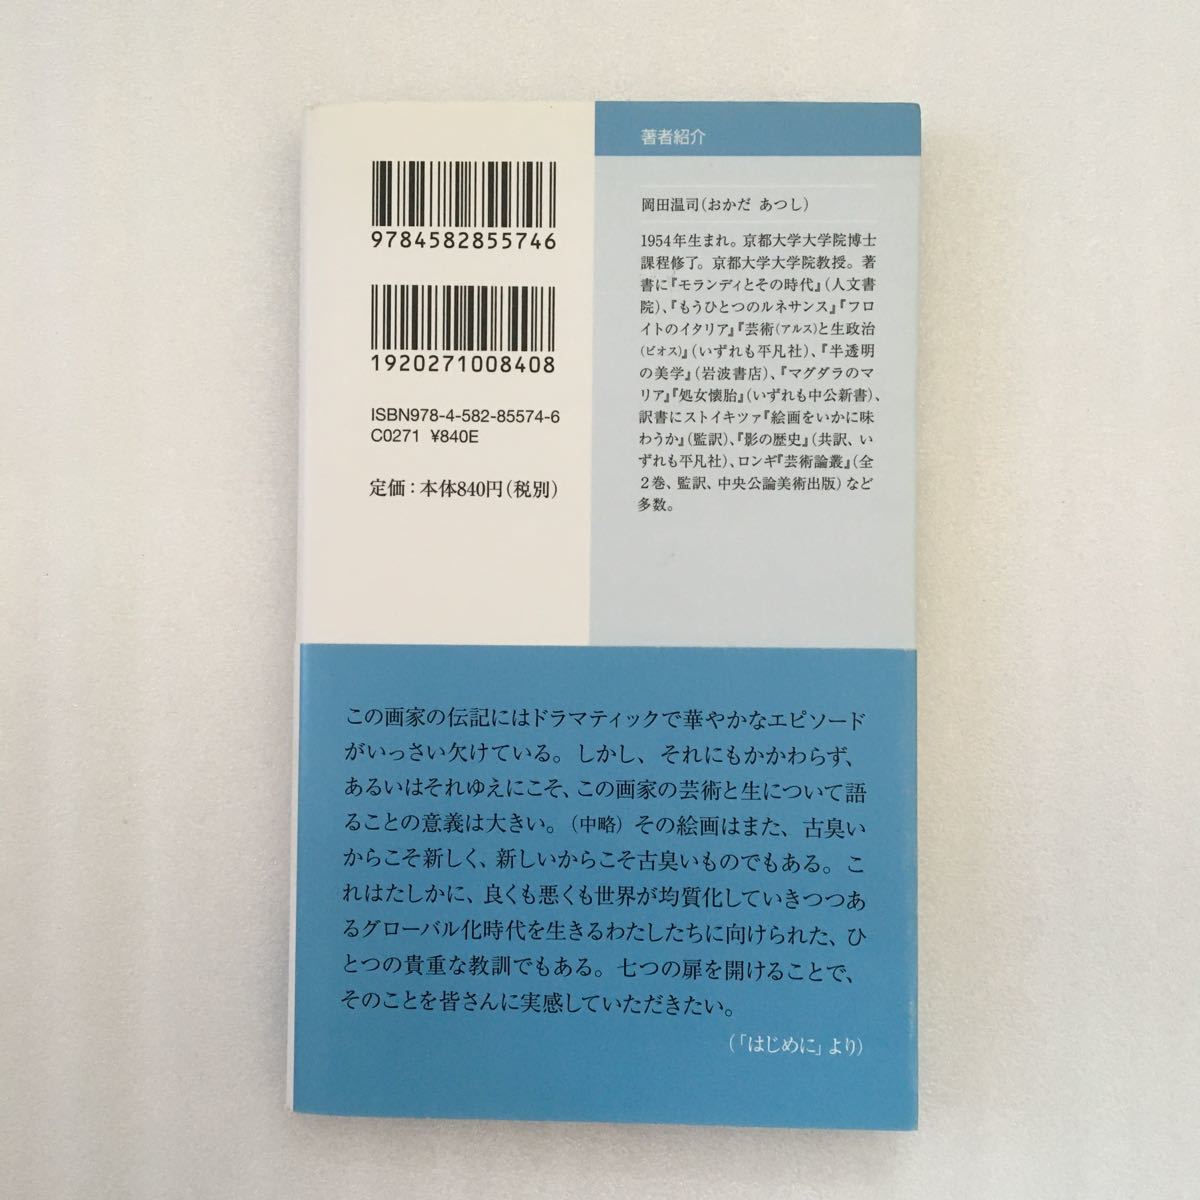 9784582855746
1920271008408
ISBN978-4-582-85574-6
C0271 ¥840E
定価：本体840円（税別）
著者紹介
岡田温司（おかだ あつし）
1954年生まれ。京都大学大学院博士
課程修了。京都大学大学院教授。著
書に『モランディとその時代』（人文書
院）、『もうひとつのルネサンス』『フロ
イトのイタリア』『芸術（アルス）と生政治
（ビオス）』（いずれも平凡社）、『半透明
の美学』（岩波書店）、『マグダラのマ
リア』『処女懐胎』（いずれも中公新書）、
訳書にストイキツァ『絵画をいかに味
わうか』（監訳）、『影の歴史』（共訳、い
ずれも平凡社）、ロンギ『芸術論叢』（全
2巻、監訳、中央公論美術出版）など
多数。
この画家の伝記にはドラマティックで華やかなエピソード
がいっさい欠けている。しかし、それにもかかわらず、
あるいはそれゆえにこそ、この画家の芸術と生について語
ることの意義は大きい。（中略）その絵画はまた、古臭い
からこそ新しく、新しいからこそ古臭いものでもある。こ
れはたしかに、良くも悪くも世界が均質化していきつつあ
るグローバル化時代を生きるわたしたちに向けられた、ひ
とつの貴重な教訓でもある。七つの扉を開けることで、
そのことを皆さんに実感していただきたい。
（「はじめに」より）